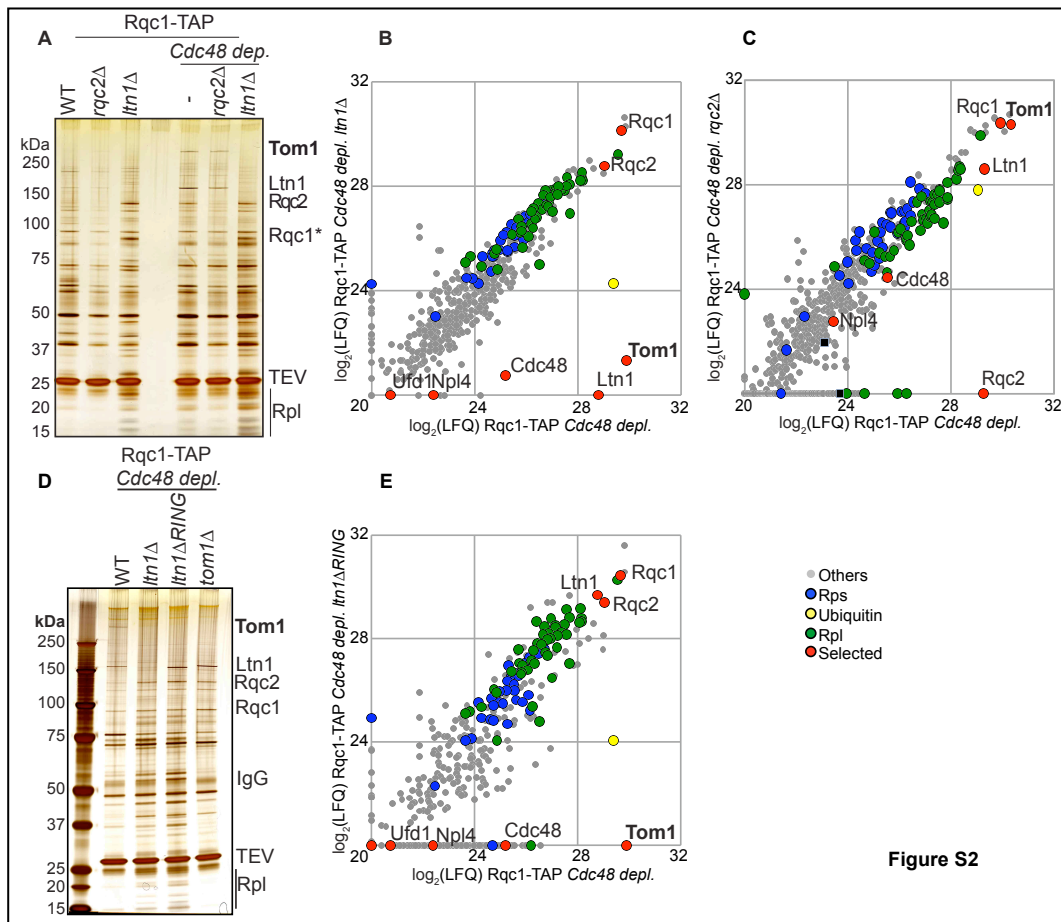 A
Rqc1-TAP
Cdc48 dep.
WT
rqc2Δ
ltn1Δ
-
rqc2Δ
ltn1Δ
kDa
250
150
100
75
50
37
25
20
15
Tom1
Ltn1
Rqc2
Rqc1*
TEV
Rpl
B
log2(LFQ) Rqc1-TAP Cdc48 depl. ltn1Δ
32
28
24
20
24
28
32
Rqc1
Rqc2
Tom1
Cdc48
Ufd1
Npl4
Ltn1
log2(LFQ) Rqc1-TAP Cdc48 depl.
C
log2(LFQ) Rqc1-TAP Cdc48 depl. rqc2Δ
32
28
24
20
20
24
28
32
Rqc1
Tom1
Ltn1
Cdc48
Npl4
Rqc2
log2(LFQ) Rqc1-TAP Cdc48 depl.
D
Rqc1-TAP
Cdc48 depl.
WT
ltn1Δ
ltn1ΔRING
tom1Δ
kDa
250
150
100
75
50
37
25
20
15
Tom1
Ltn1
Rqc2
Rqc1
IgG
TEV
Rpl
E
log2(LFQ) Rqc1-TAP Cdc48 depl. ltn1ΔRING
32
28
24
20
20
24
28
32
Ltn1
Rqc1
Rqc2
Ufd1
Npl4
Cdc48
Tom1
log2(LFQ) Rqc1-TAP Cdc48 depl.
Others
Rps
Ubiquitin
Rpl
Selected
Figure S2